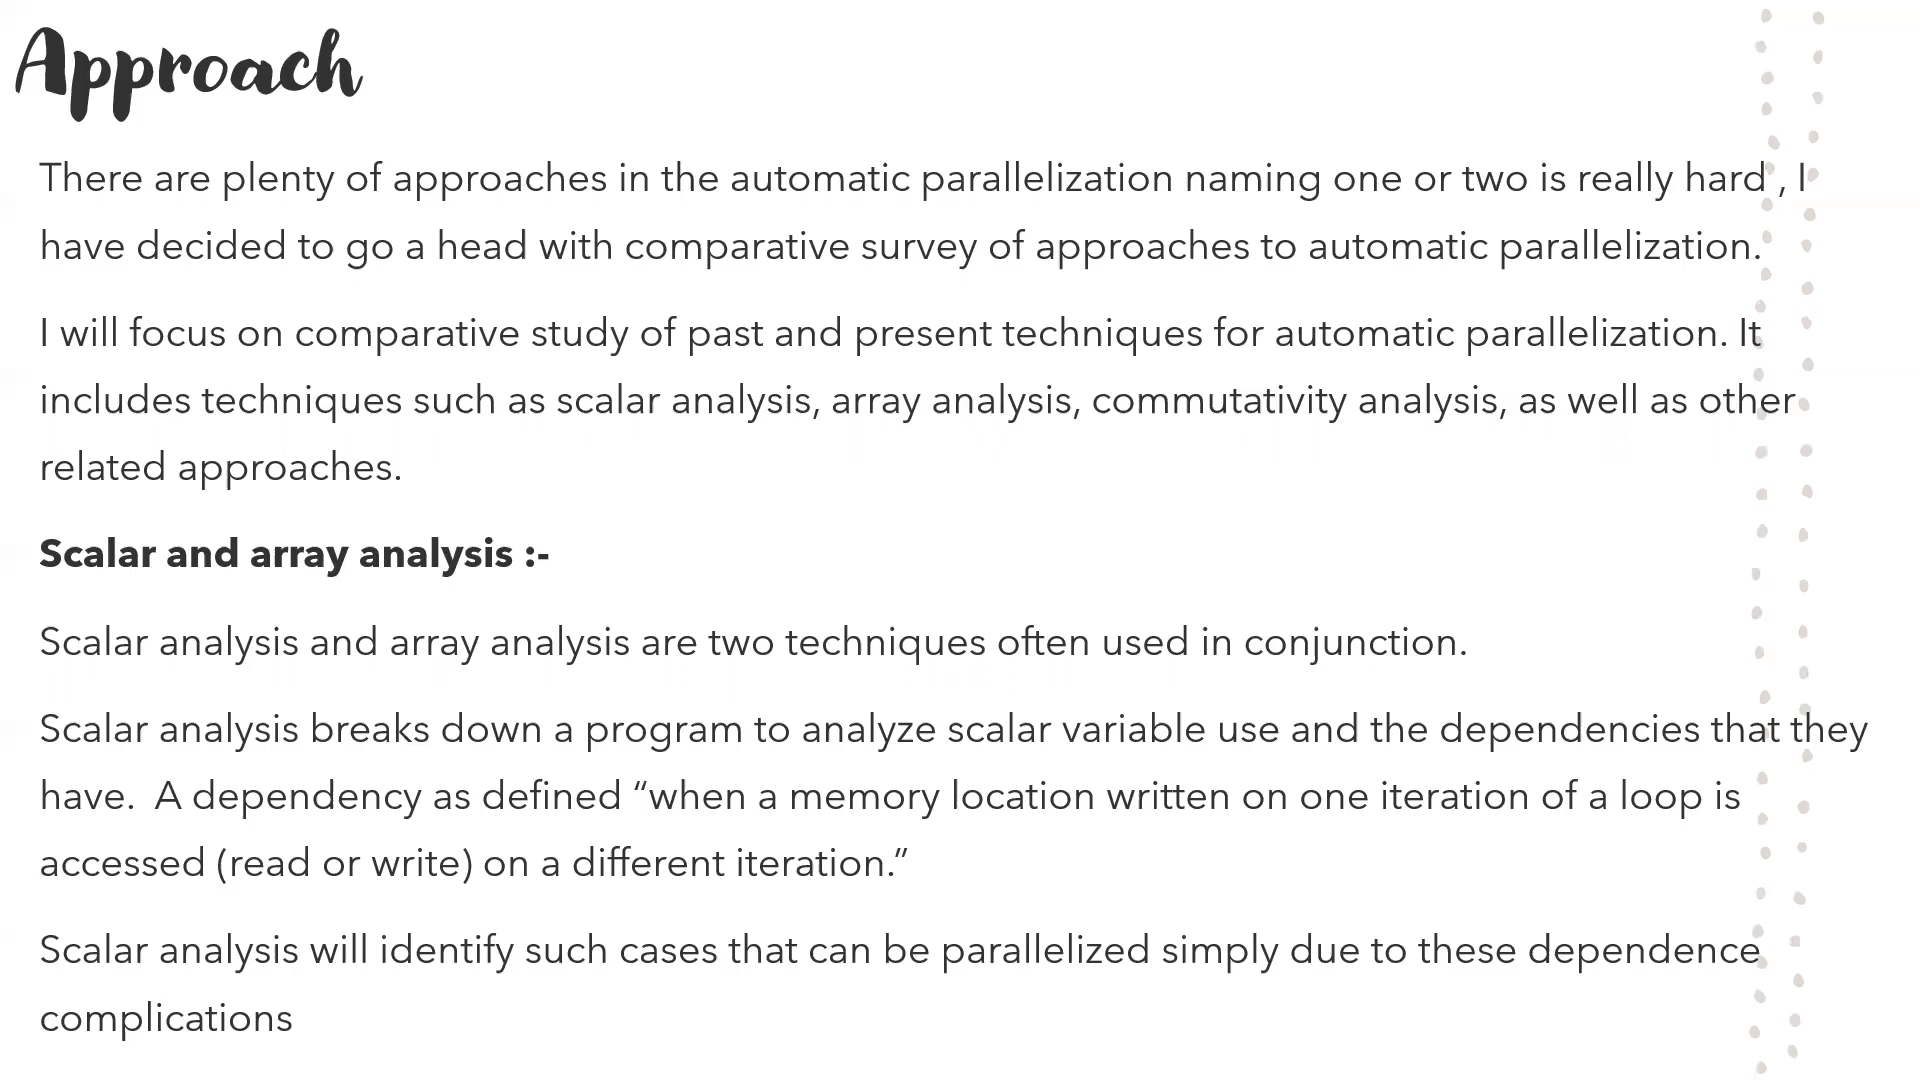 Approach
There are plenty of approaches in the automatic parallelization naming one or two is really hard , I
have decided to go a head with comparative survey of approaches to automatic parallelization.
I will focus on comparative study of past and present techniques for automatic parallelization. It
includes techniques such as scalar analysis, array analysis, commutativity analysis, as well as other
related approaches.
Scalar and array analysis :-
Scalar analysis and array analysis are two techniques often used in conjunction.
Scalar analysis breaks down a program to analyze scalar variable use and the dependencies that they
have.  A dependency as defined “when a memory location written on one iteration of a loop is
accessed (read or write) on a different iteration.”
Scalar analysis will identify such cases that can be parallelized simply due to these dependence
complications